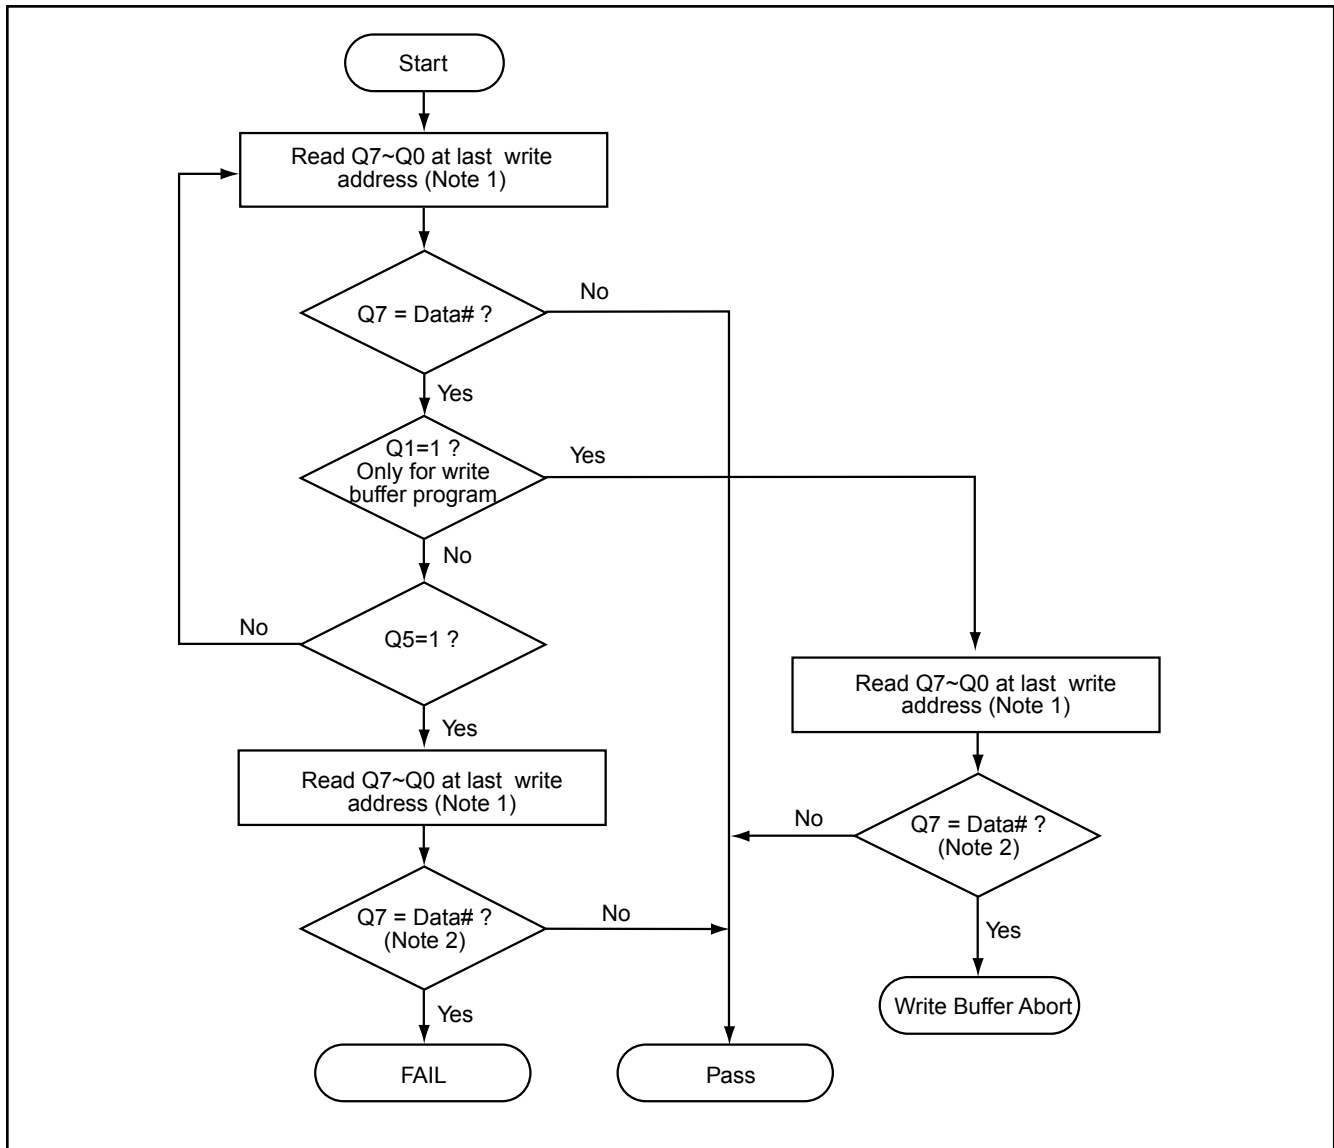 Start
Read Q7~Q0 at last write
address (Note 1)
Q7 = Data# ?
No
Yes
Q1=1 ?
Only for write
buffer program
Yes
No
Q5=1 ?
No
Yes
Read Q7~Q0 at last write
address (Note 1)
Read Q7~Q0 at last write
address (Note 1)
Q7 = Data# ?
(Note 2)
No
Yes
Q7 = Data# ?
(Note 2)
No
Yes
Write Buffer Abort
FAIL
Pass